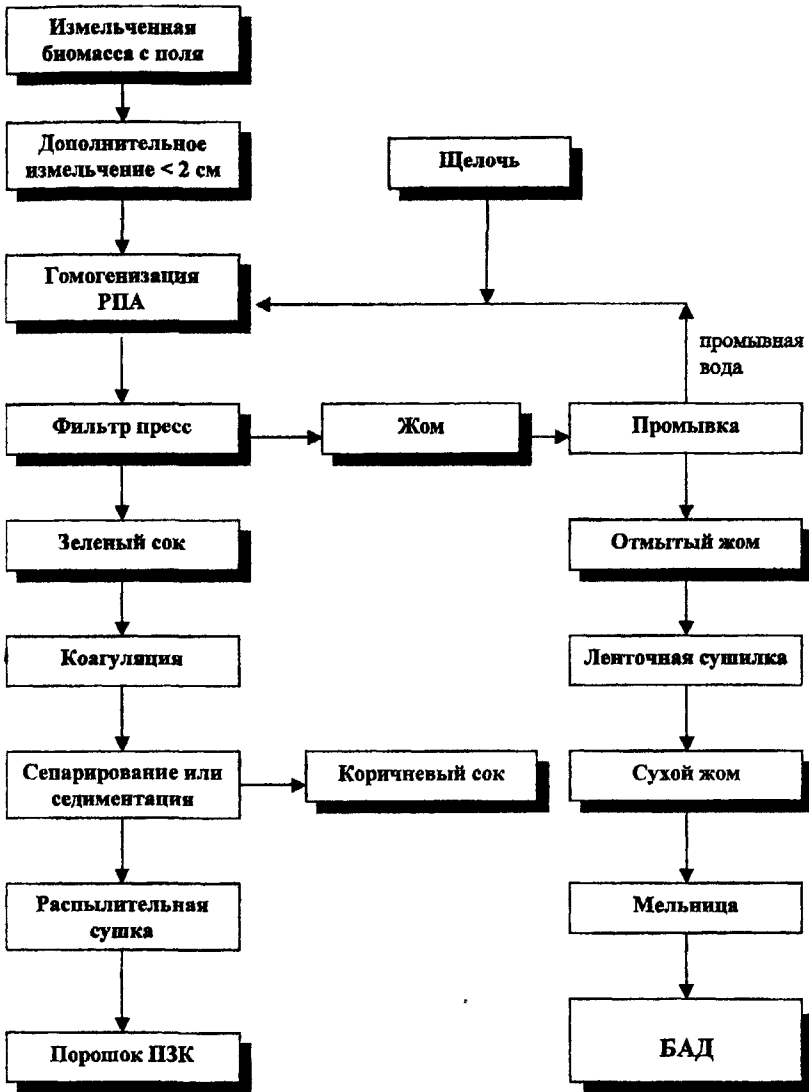 Измельченная
биомасса с поля
Дополнительное
измельчение < 2 см
Щелочь
Гомогенизация
РПА
промывная
вода
Фильтр пресс
Жом
Промывка
Зеленый сок
Отмытый жом
Коагуляция
Ленточная сушилка
Сепарирование или
седиментация
Коричневый сок
Сухой жом
Распылительная
сушка
Мельница
Порошок ПЗК
БАД